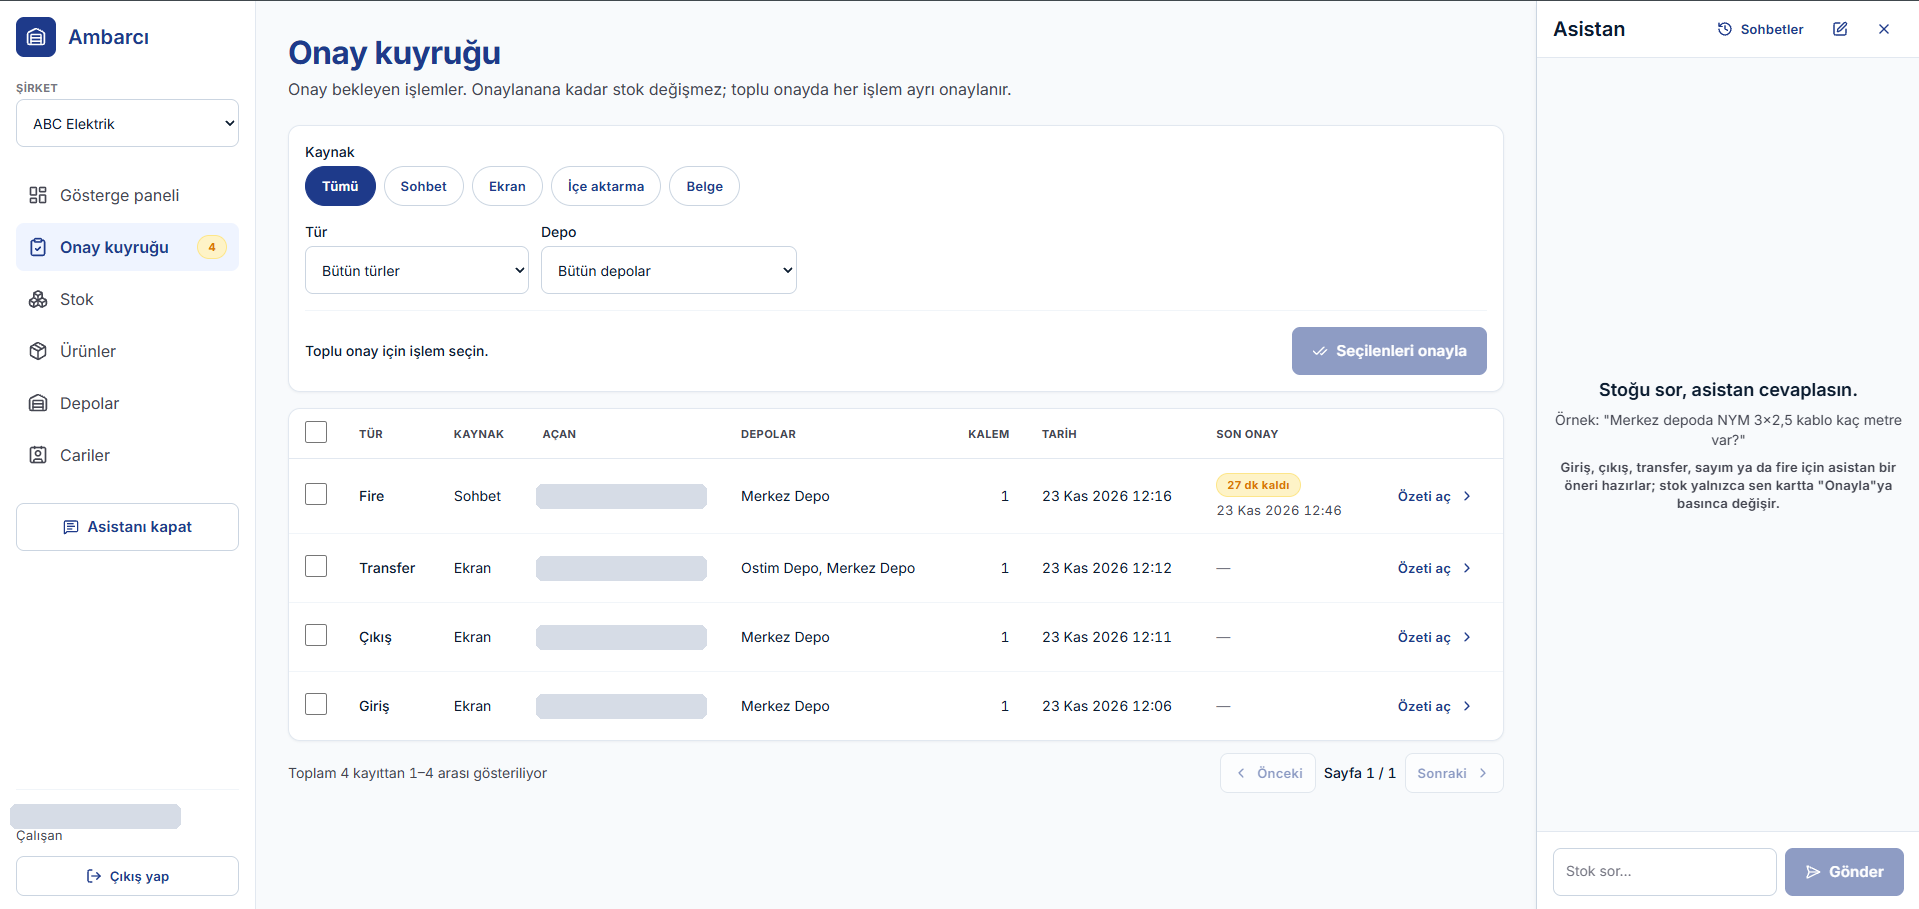 Ambarcı
ŞİRKET
ABC Elektrik
Gösterge paneli
Onay kuyruğu 4
Stok
Ürünler
Depolar
Cariler
Asistanı kapat
Çalışan
Çıkış yap
Onay kuyruğu
Onay bekleyen işlemler. Onaylanana kadar stok değişmez; toplu onayda her işlem ayrı onaylanır.
Kaynak
Tümü Sohbet Ekran İçe aktarma Belge
Tür Depo
Bütün türler Bütün depolar
Toplu onay için işlem seçin. Seçilenleri onayla
TÜR KAYNAK AÇAN DEPOLAR KALEM TARİH SON ONAY
Fire Sohbet Merkez Depo 1 23 Kas 2026 12:16 27 dk kaldı Özeti aç
23 Kas 2026 12:46
Transfer Ekran Ostim Depo, Merkez Depo 1 23 Kas 2026 12:12 — Özeti aç
Çıkış Ekran Merkez Depo 1 23 Kas 2026 12:11 — Özeti aç
Giriş Ekran Merkez Depo 1 23 Kas 2026 12:06 — Özeti aç
Toplam 4 kayıttan 1–4 arası gösteriliyor Önceki Sayfa 1 / 1 Sonraki
Asistan Sohbetler
Stoğu sor, asistan cevaplasın.
Örnek: "Merkez depoda NYM 3×2,5 kablo kaç metre
var?"
Giriş, çıkış, transfer, sayım ya da fire için asistan bir
öneri hazırlar; stok yalnızca sen kartta "Onayla"ya
basınca değişir.
Stok sor... Gönder